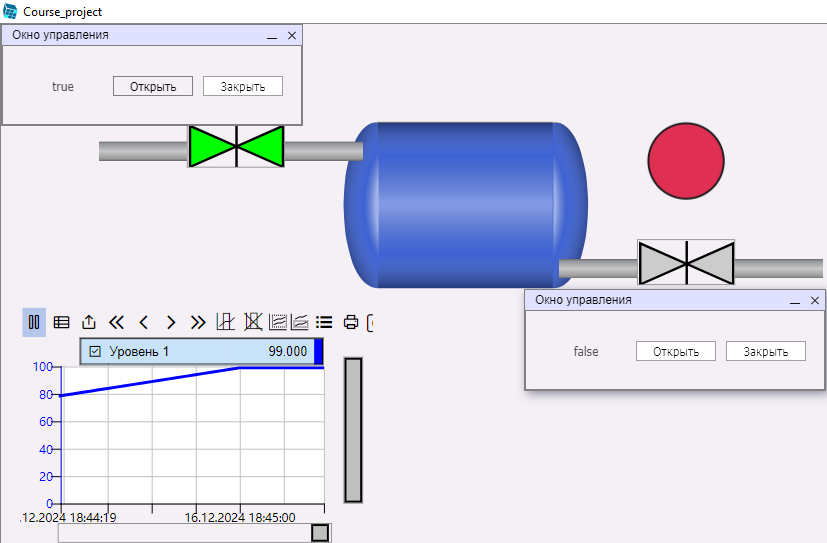 Course_project
Окно управления
true Открыть Закрыть
Окно управления
false Открыть Закрыть
Уровень 1 99.000
100
80
60
40
20
0
.12.2024 18:44:19 16.12.2024 18:45:00